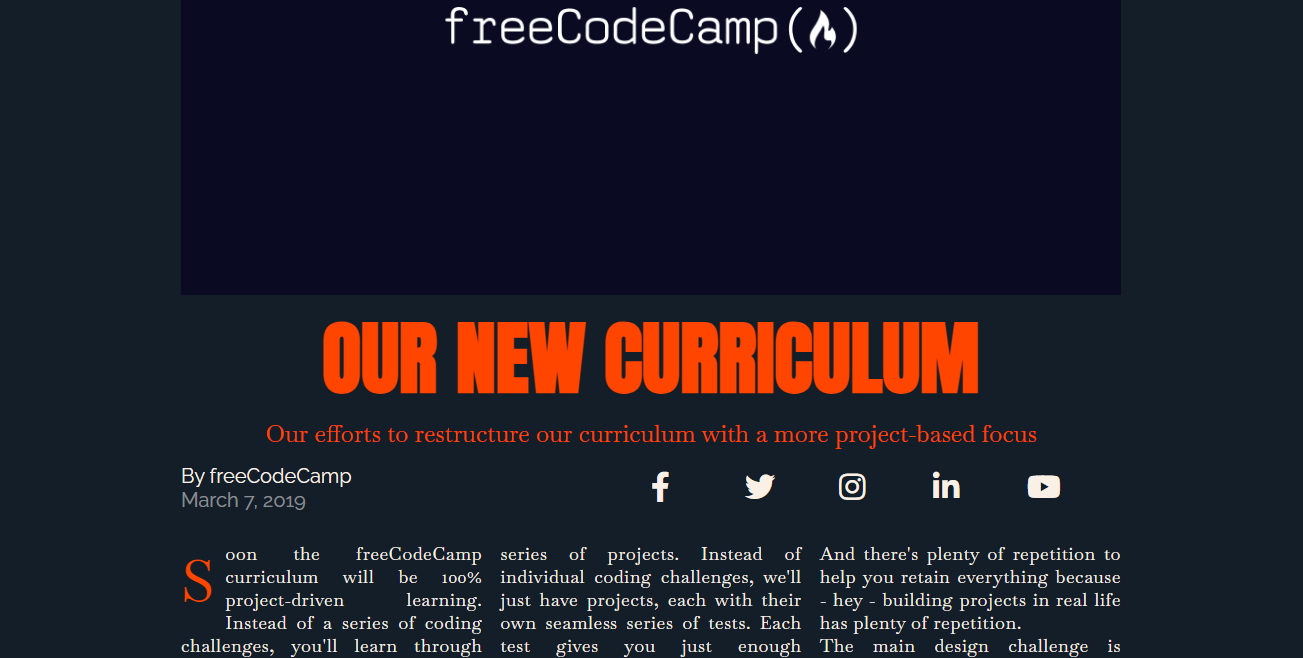 freeCodeCamp
OUR NEW CURRICULUM
Our efforts to restructure our curriculum with a more project-based focus
By freeCodeCamp
March 7, 2019
Soon the freeCodeCamp
curriculum will be 100%
project-driven learning.
Instead of a series of coding
challenges, you'll learn through
series of projects. Instead of
individual coding challenges, we'll
just have projects, each with their
own seamless series of tests. Each
test gives you just enough
And there's plenty of repetition to
help you retain everything because
- hey - building projects in real life
has plenty of repetition.
The main design challenge is